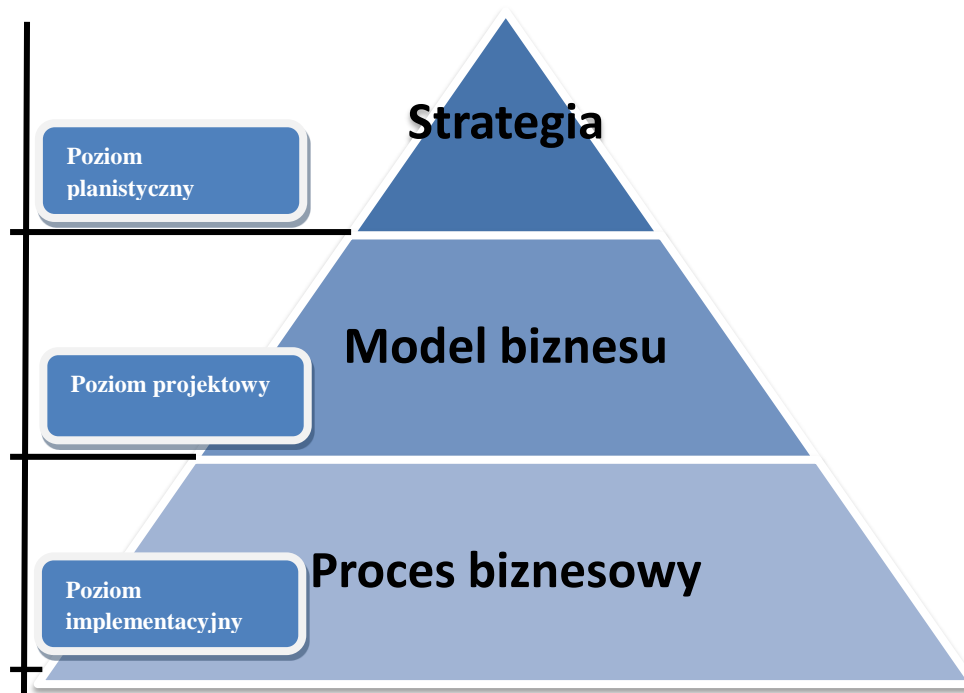 Strategia
Poziom
planistyczny
Model biznesu
Poziom projektowy
Proces biznesowy
Poziom
implementacyjny